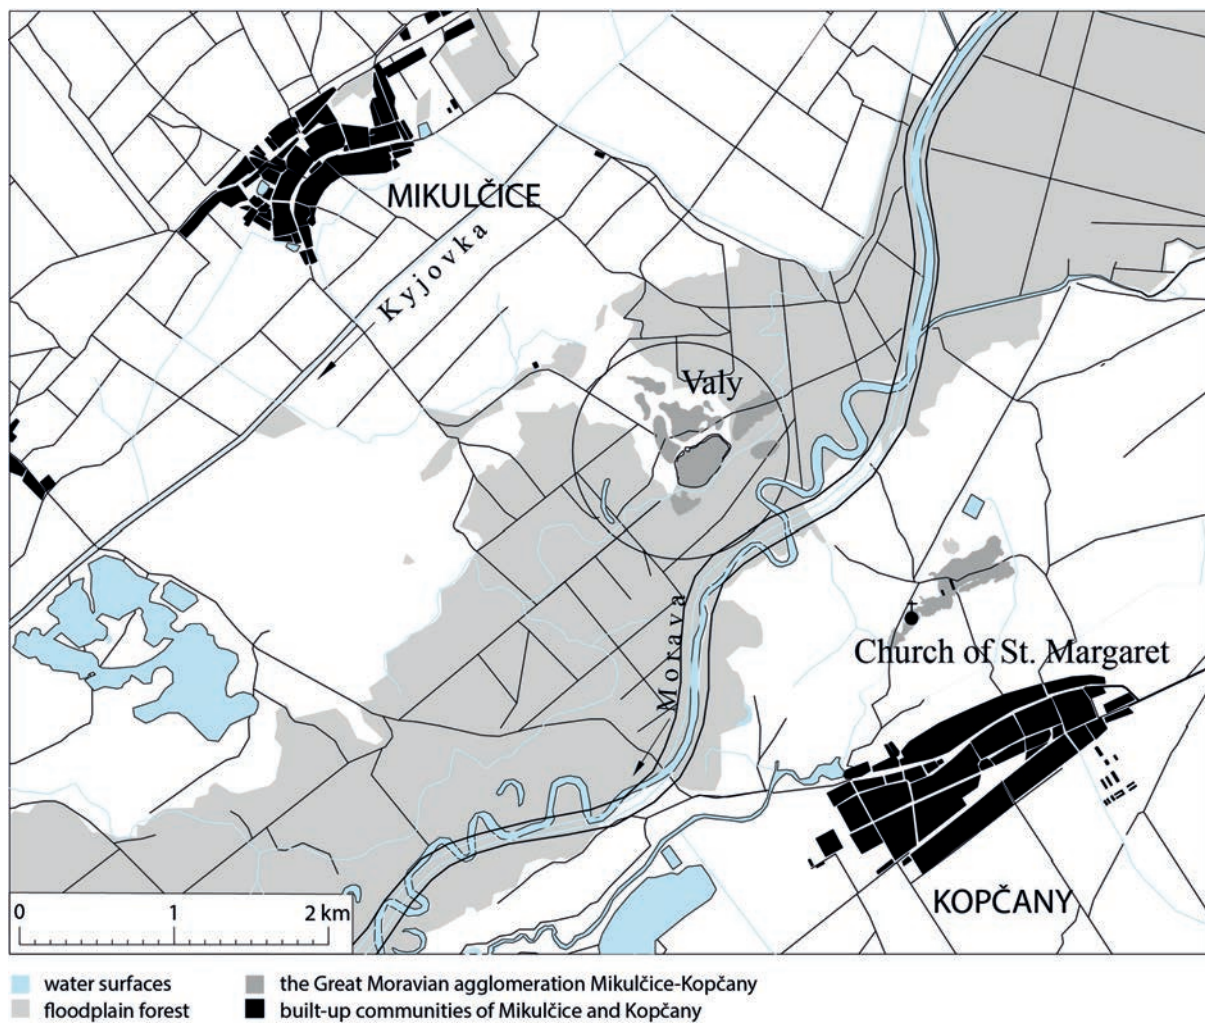 MIKULČICE
Kyjovka
Valy
Morava
Church of St. Margaret
KOPČANY
0 1 2 km
water surfaces
floodplain forest
the Great Moravian agglomeration Mikulčice-Kopčany
built-up communities of Mikulčice and Kopčany